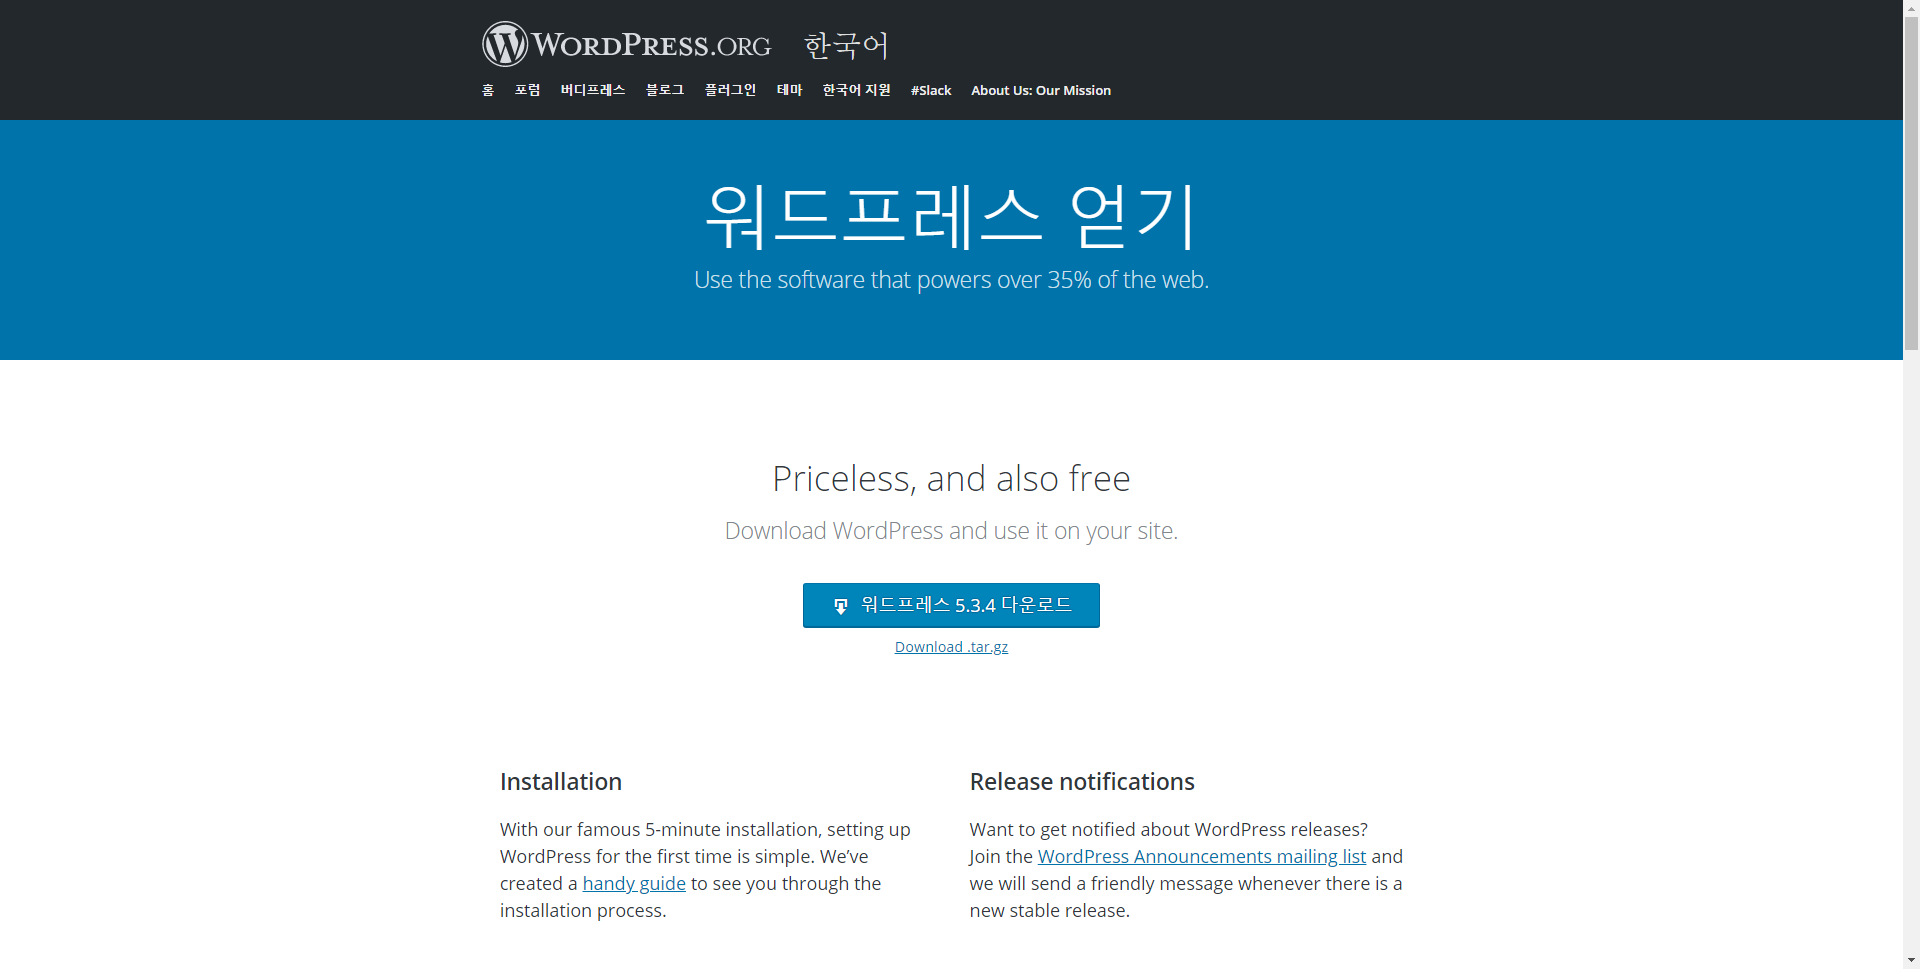 WORDPRESS.ORG 한국어
홈 포럼 버디프레스 블로그 플러그인 테마 한국어 지원 #Slack About Us: Our Mission
워드프레스 얻기
Use the software that powers over 35% of the web.
Priceless, and also free
Download WordPress and use it on your site.
워드프레스 5.3.4 다운로드
Download .tar.gz
Installation
With our famous 5-minute installation, setting up
WordPress for the first time is simple. We’ve
created a handy guide to see you through the
installation process.
Release notifications
Want to get notified about WordPress releases?
Join the WordPress Announcements mailing list and
we will send a friendly message whenever there is a
new stable release.